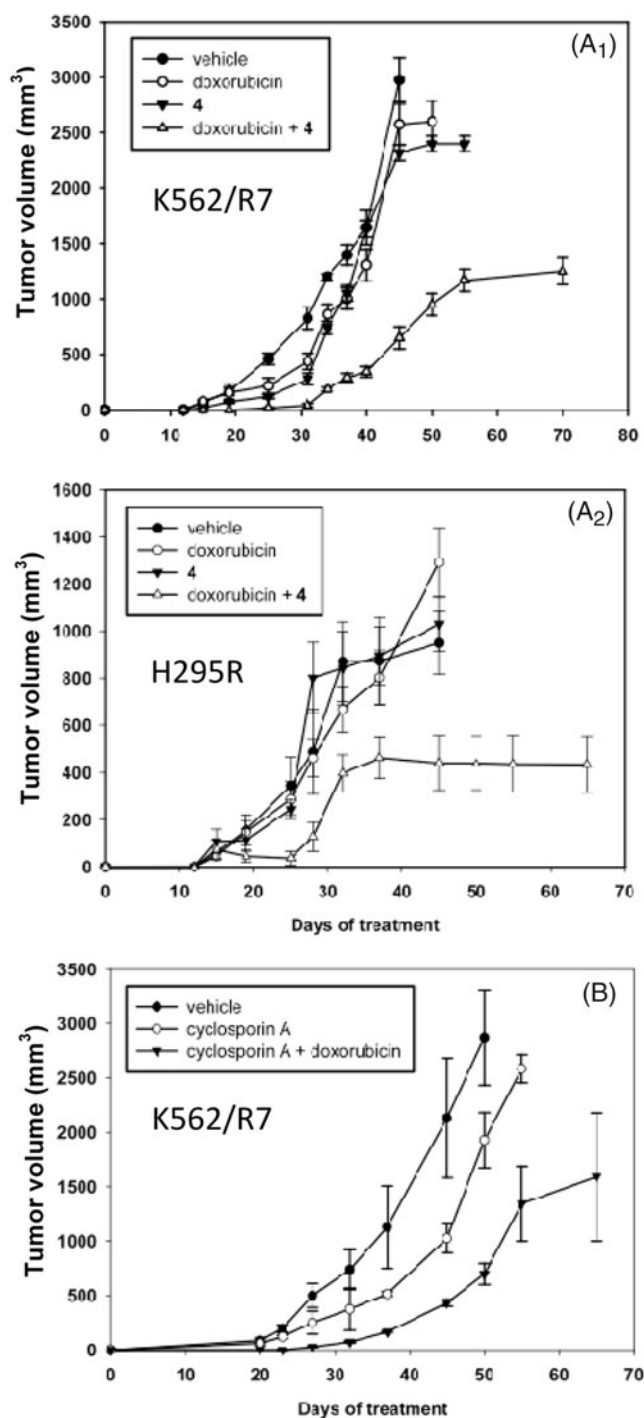 (A1)
vehicle
doxorubicin
4
doxorubicin + 4
K562/R7
Tumor volume (mm³)
3500
3000
2500
2000
1500
1000
500
0
0 10 20 30 40 50 60 70 80
(A2)
vehicle
doxorubicin
4
doxorubicin + 4
H295R
Tumor volume (mm³)
1600
1400
1200
1000
800
600
400
200
0
0 10 20 30 40 50 60 70
Days of treatment
(B)
vehicle
cyclosporin A
cyclosporin A + doxorubicin
K562/R7
Tumor volume (mm³)
3500
3000
2500
2000
1500
1000
500
0
0 10 20 30 40 50 60 70
Days of treatment